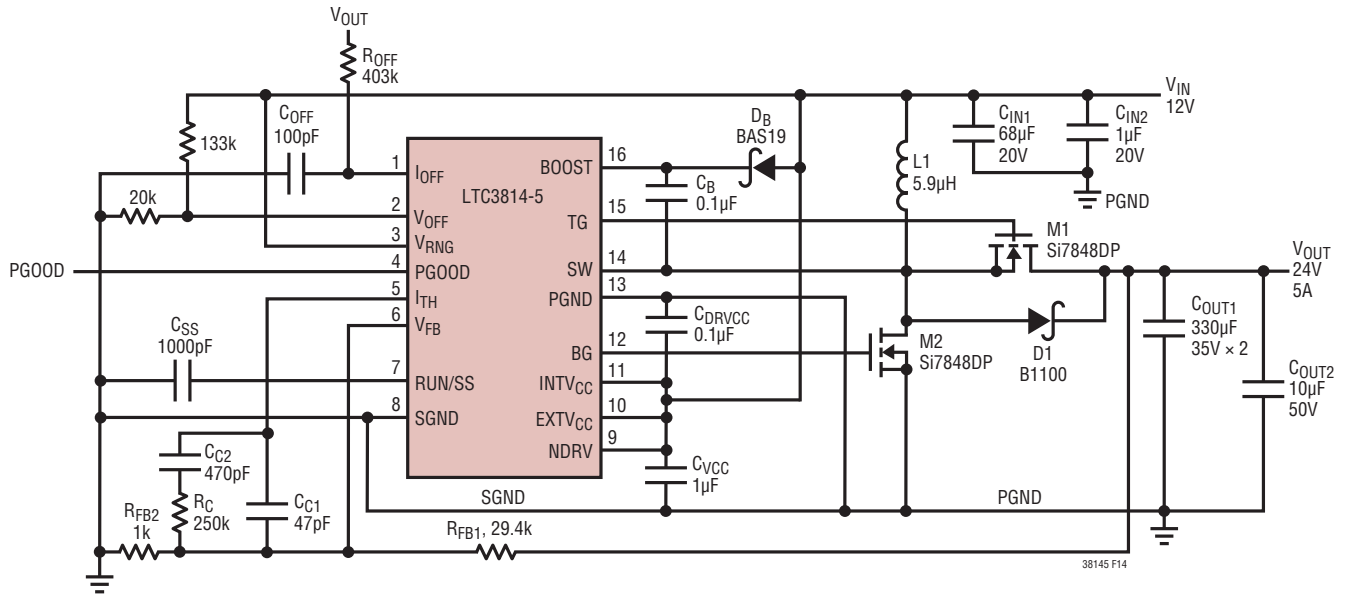 VOUT
ROFF
403k
COFF
100pF
133k
20k
VIN
12V
DB
BAS19
CIN1
68µF
20V
CIN2
1µF
20V
PGND
L1
5.9µH
CB
0.1µF
LTC3814-5
1
IOFF
2
VOFF
3
VRNG
PGOOD
4
PGOOD
5
ITH
6
VFB
7
RUN/SS
8
SGND
BOOST
16
TG
15
SW
14
PGND
13
BG
12
INTVCC
11
EXTVCC
10
NDRV
9
M1
Si7848DP
VOUT
24V
5A
CDRVCC
0.1µF
M2
Si7848DP
D1
B1100
COUT1
330µF
35V × 2
COUT2
10µF
50V
CSS
1000pF
CC2
470pF
RC
250k
CC1
47pF
CVCC
1µF
SGND
PGND
RFB2
1k
RFB1, 29.4k
38145 F14